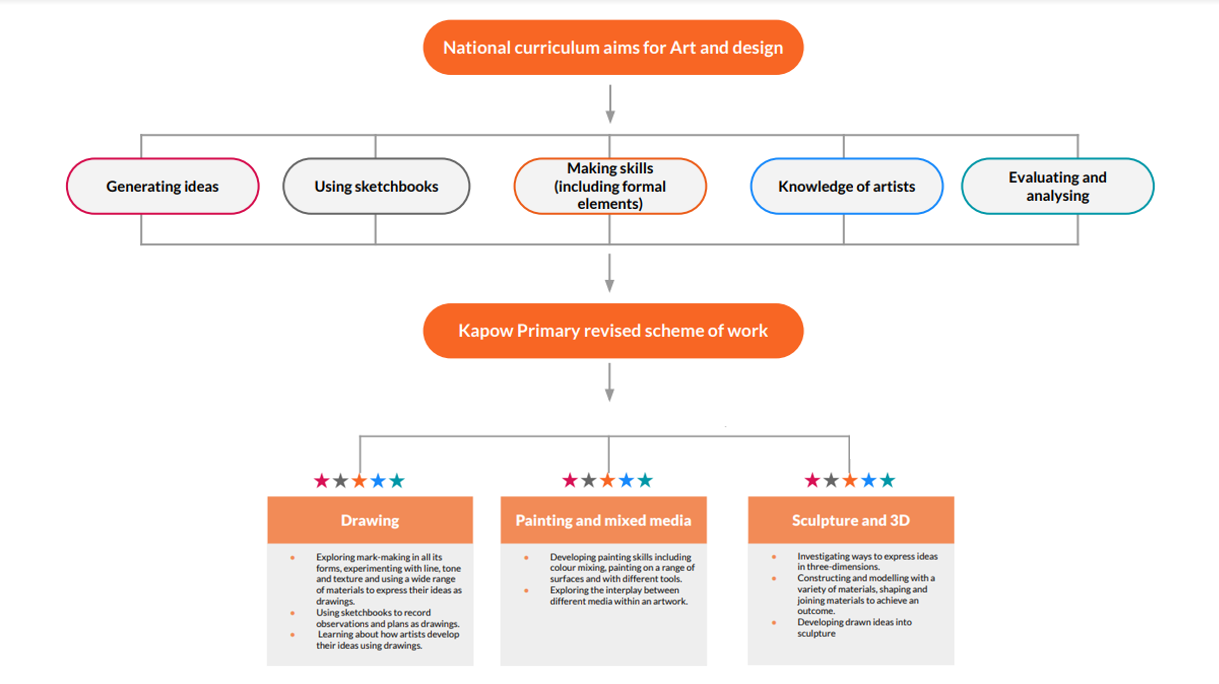 National curriculum aims for Art and design
Generating ideas
Using sketchbooks
Making skills
(including formal
elements)
Knowledge of artists
Evaluating and
analysing
Kapow Primary revised scheme of work
Drawing
Exploring mark-making in all its
forms, experimenting with line, tone
and texture and using a wide range
of materials to express their ideas as
drawings.
Using sketchbooks to record
observations and plans as drawings.
Learning about how artists develop
their ideas using drawings.
Painting and mixed media
Developing painting skills including
colour mixing, painting on a range of
surfaces and with different tools.
Exploring the interplay between
different media within an artwork.
Sculpture and 3D
Investigating ways to express ideas
in three-dimensions.
Constructing and modelling with a
variety of materials, shaping and
joining materials to achieve an
outcome.
Developing drawn ideas into
sculpture